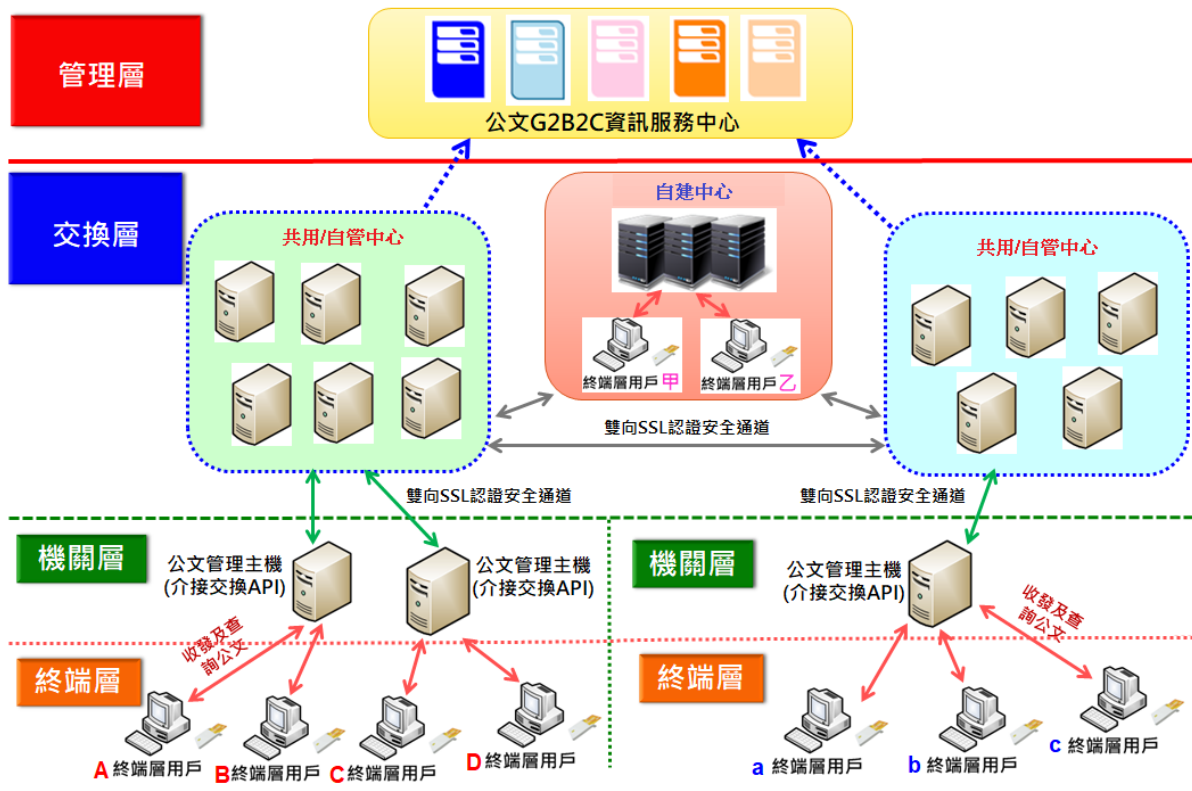 管理層
公文G2B2C資訊服務中心
交換層
共用/自管中心
自建中心
共用/自管中心
終端層用戶甲
終端層用戶乙
雙向SSL認證安全通道
雙向SSL認證安全通道
雙向SSL認證安全通道
機關層
公文管理主機
(介接交換API)
公文管理主機
(介接交換API)
機關層
公文管理主機
(介接交換API)
收發及查
詢公文
收發及查
詢公文
終端層
終端層
A 終端層用戶
B 終端層用戶
C 終端層用戶
D 終端層用戶
a 終端層用戶
b 終端層用戶
c 終端層用戶